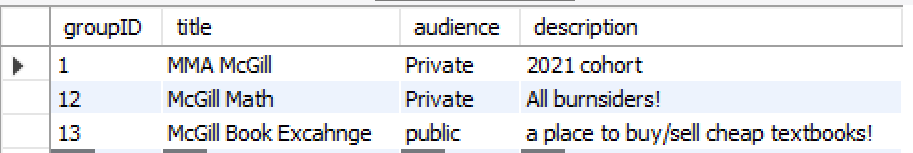 groupID title audience description
1 MMA McGill Private 2021 cohort
12 McGill Math Private All burnsiders!
13 McGill Book Excahnge public a place to buy/sell cheap textbooks!